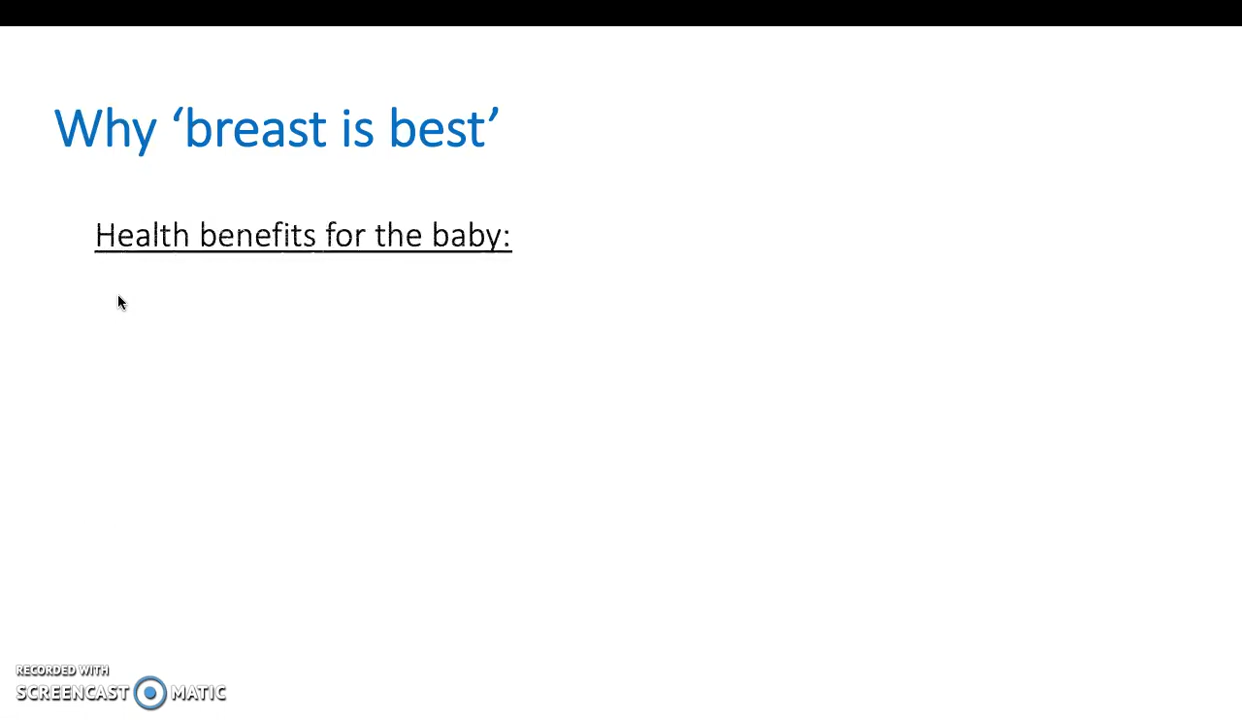 Why ‘breast is best’
Health benefits for the baby:
RECORDED WITH
SCREENCAST MATIC